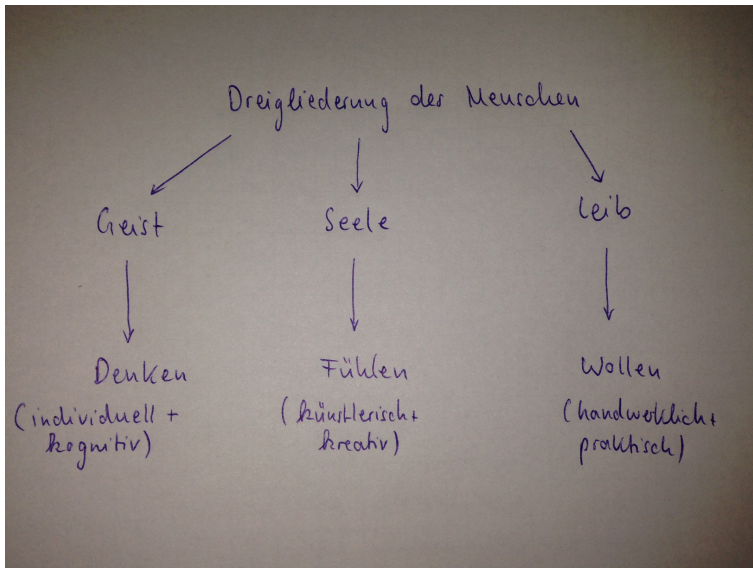 Dreigliederung des Menschen
Geist Seele Leib
Denken Fühlen Wollen
(individuell + (künstlerisch+ (handwerklich+
kognitiv) kreativ) praktisch)